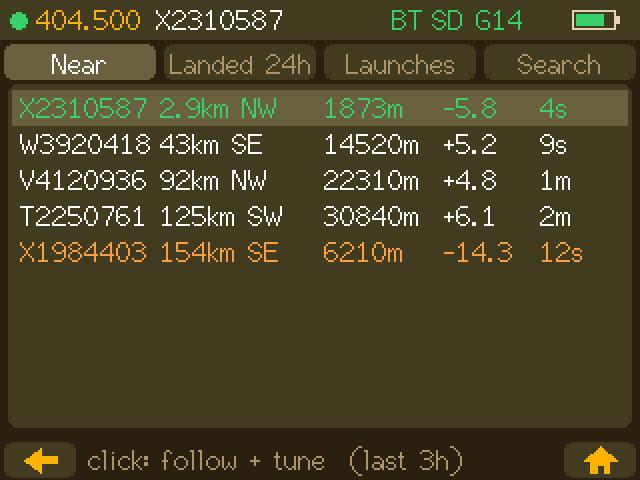 404.500 X2310587 BT SD G14
Near Landed 24h Launches Search
X2310587 2.9km NW 1873m -5.8 4s
W3920418 43km SE 14520m +5.2 9s
V4120936 92km NW 22310m +4.8 1m
T2250761 125km SW 30840m +6.1 2m
X1984403 154km SE 6210m -14.3 12s
click: follow + tune (last 3h)